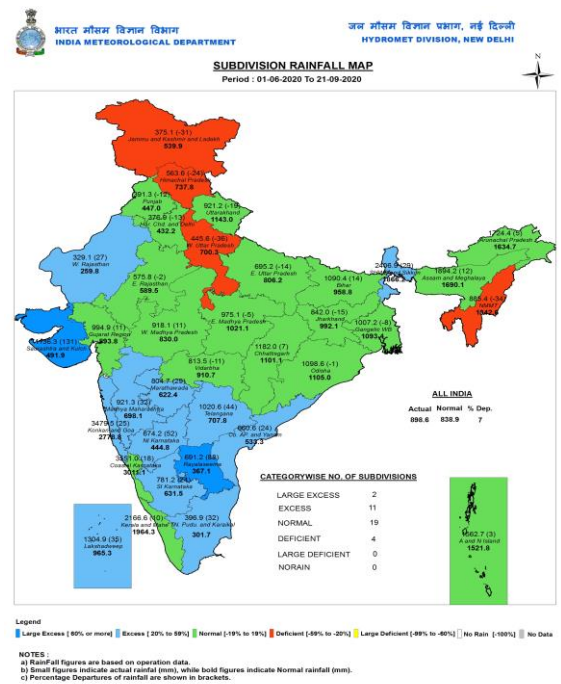 भारत मौसम विज्ञान विभाग
INDIA METEOROLOGICAL DEPARTMENT
जल मौसम विज्ञान प्रभाग, नई दिल्ली
HYDROMET DIVISION, NEW DELHI
SUBDIVISION RAINFALL MAP
Period : 01-06-2020 To 21-09-2020
N
375.1 (-31)
Jammu and Kashmir and Ladakh
539.9
563.6 (-24)
Himachal Pradesh
737.8
(-12)
Punjab
447.0
921.2 (-19)
Uttarakhand
1143.0
376.9 (-13)
Har. Chd. and Delhi
432.2
445.6 (-36)
W. Uttar Pradesh
700.3
329.1 (27)
W. Rajasthan
259.8
575.8 (-2)
E. Rajasthan
589.5
695.2 (-14)
E. Uttar Pradesh
806.2
1090.4 (14)
Bihar
958.8
2406.9 (29)
1724.4 (5)
Arunachal Pradesh
1634.7
1894.2 (12)
Assam and Meghalaya
1690.1
865.4 (-34)
NMMT
(131)
Saurashtra and Kutch
491.9
994.9 (11)
Gujarat Region
893.8
918.1 (11)
W. Madhya Pradesh
830.0
975.1 (-5)
E. Madhya Pradesh
1021.1
842.0 (-15)
Jharkhand
992.1
1007.2 (-8)
Gangetic WB
813.5 (-11)
Vidarbha
910.7
1182.0 (7)
Chhattisgarh
1101.1
1098.6 (-1)
Odisha
1105.0
804.7 (29)
Marathawada
622.4
921.3 (32)
Madhya Maharashtra
698.1
1020.6 (44)
Telangana
707.8
3479.5 (25)
Konkan and Goa
2776.8
674.2 (52)
NI Karnataka
444.8
660.6 (24)
Co. AP and Yanam
533.3
(18)
Coastal Karnataka
3011.1
Rayalaseema
367.1
781.2 (24)
SI Karnataka
631.5
2166.6 (10)
Kerala and Mahe
1964.3
396.9 (32)
TN. Pudu. and Karaikal
301.7
1304.9 (35)
Lakshadweep
965.3
(3)
A and N Island
1521.8
ALL INDIA
Actual Normal % Dep.
898.6 838.9 7
CATEGORYWISE NO. OF SUBDIVISIONS
LARGE EXCESS 2
EXCESS 11
NORMAL 19
DEFICIENT 4
LARGE DEFICIENT 0
NORAIN 0
Legend
Large Excess [ 60% or more] Excess [ 20% to 59%] Normal [-19% to 19%] Deficient [-59% to -20%] Large Deficient [-99% to -60%] No Rain [-100%] No Data
NOTES :
a) RainFall figures are based on operation data.
b) Small figures indicate actual rainfal (mm), while bold figures indicate Normal rainfall (mm).
c) Percentage Departures of rainfall are shown in brackets.